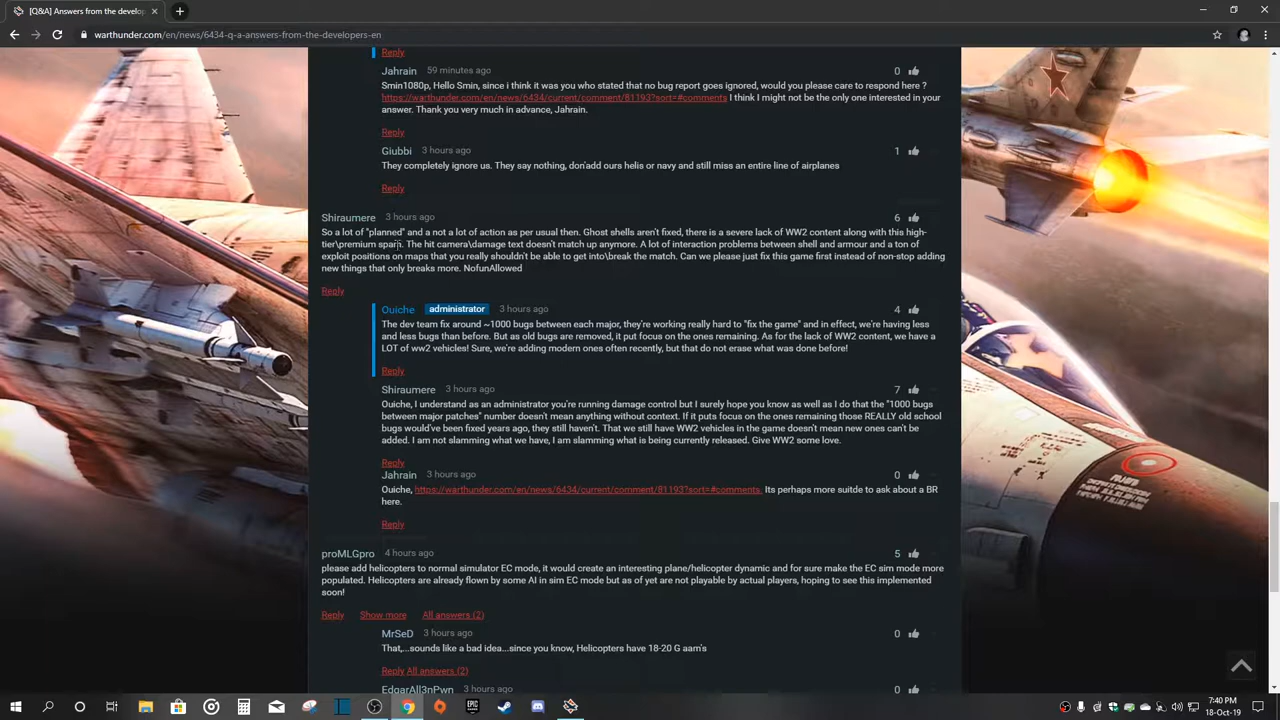 [Q&A] Answers from the developers
warthunder.com/en/news/6434-q-a-answers-from-the-developers-en
Reply
Jahrain 59 minutes ago 0
Smin1080p, Hello Smin, since i think it was you who stated that no bug report goes ignored, would you please care to respond here ?
https://warthunder.com/en/news/6434/current/comment/81193?sort=#comments I think I might not be the only one interested in your
answer. Thank you very much in advance, Jahrain.
Reply
Giubbi 3 hours ago 1
They completely ignore us. They say nothing, don'add ours helis or navy and still miss an entire line of airplanes
Reply
Shiraumere 3 hours ago 6
So a lot of "planned" and a not a lot of action as per usual then. Ghost shells aren't fixed, there is a severe lack of WW2 content along with this high-
tier\premium spam. The hit camera\damage text doesn't match up anymore. A lot of interaction problems between shell and armour and a ton of
exploit positions on maps that you really shouldn't be able to get into\break the match. Can we please just fix this game first instead of non-stop adding
new things that only breaks more. NofunAllowed
Reply
Ouiche administrator 3 hours ago 4
The dev team fix around ~1000 bugs between each major, they're working really hard to "fix the game" and in effect, we're having less
and less bugs than before. But as old bugs are removed, it put focus on the ones remaining. As for the lack of WW2 content, we have a
LOT of ww2 vehicles! Sure, we're adding modern ones often recently, but that do not erase what was done before!
Reply
Shiraumere 3 hours ago 7
Ouiche, I understand as an administrator you're running damage control but I surely hope you know as well as I do that the "1000 bugs
between major patches" number doesn't mean anything without context. If it puts focus on the ones remaining those REALLY old school
bugs would've been fixed years ago, they still haven't. That we still have WW2 vehicles in the game doesn't mean new ones can't be
added. I am not slamming what we have, I am slamming what is being currently released. Give WW2 some love.
Reply
Jahrain 3 hours ago 0
Ouiche, https://warthunder.com/en/news/6434/current/comment/81193?sort=#comments. Its perhaps more suitde to ask about a BR
here.
Reply
proMLGpro 4 hours ago 5
please add helicopters to normal simulator EC mode, it would create an interesting plane/helicopter dynamic and for sure make the EC sim mode more
populated. Helicopters are already flown by some AI in sim EC mode but as of yet are not playable by actual players, hoping to see this implemented
soon!
Reply Show more All answers (2)
MrSeD 3 hours ago 0
That,...sounds like a bad idea...since you know, Helicopters have 18-20 G aam's
Reply All answers (2)
EdgarAll3nPwn 3 hours ago 0
7:40 PM
18-Oct-19